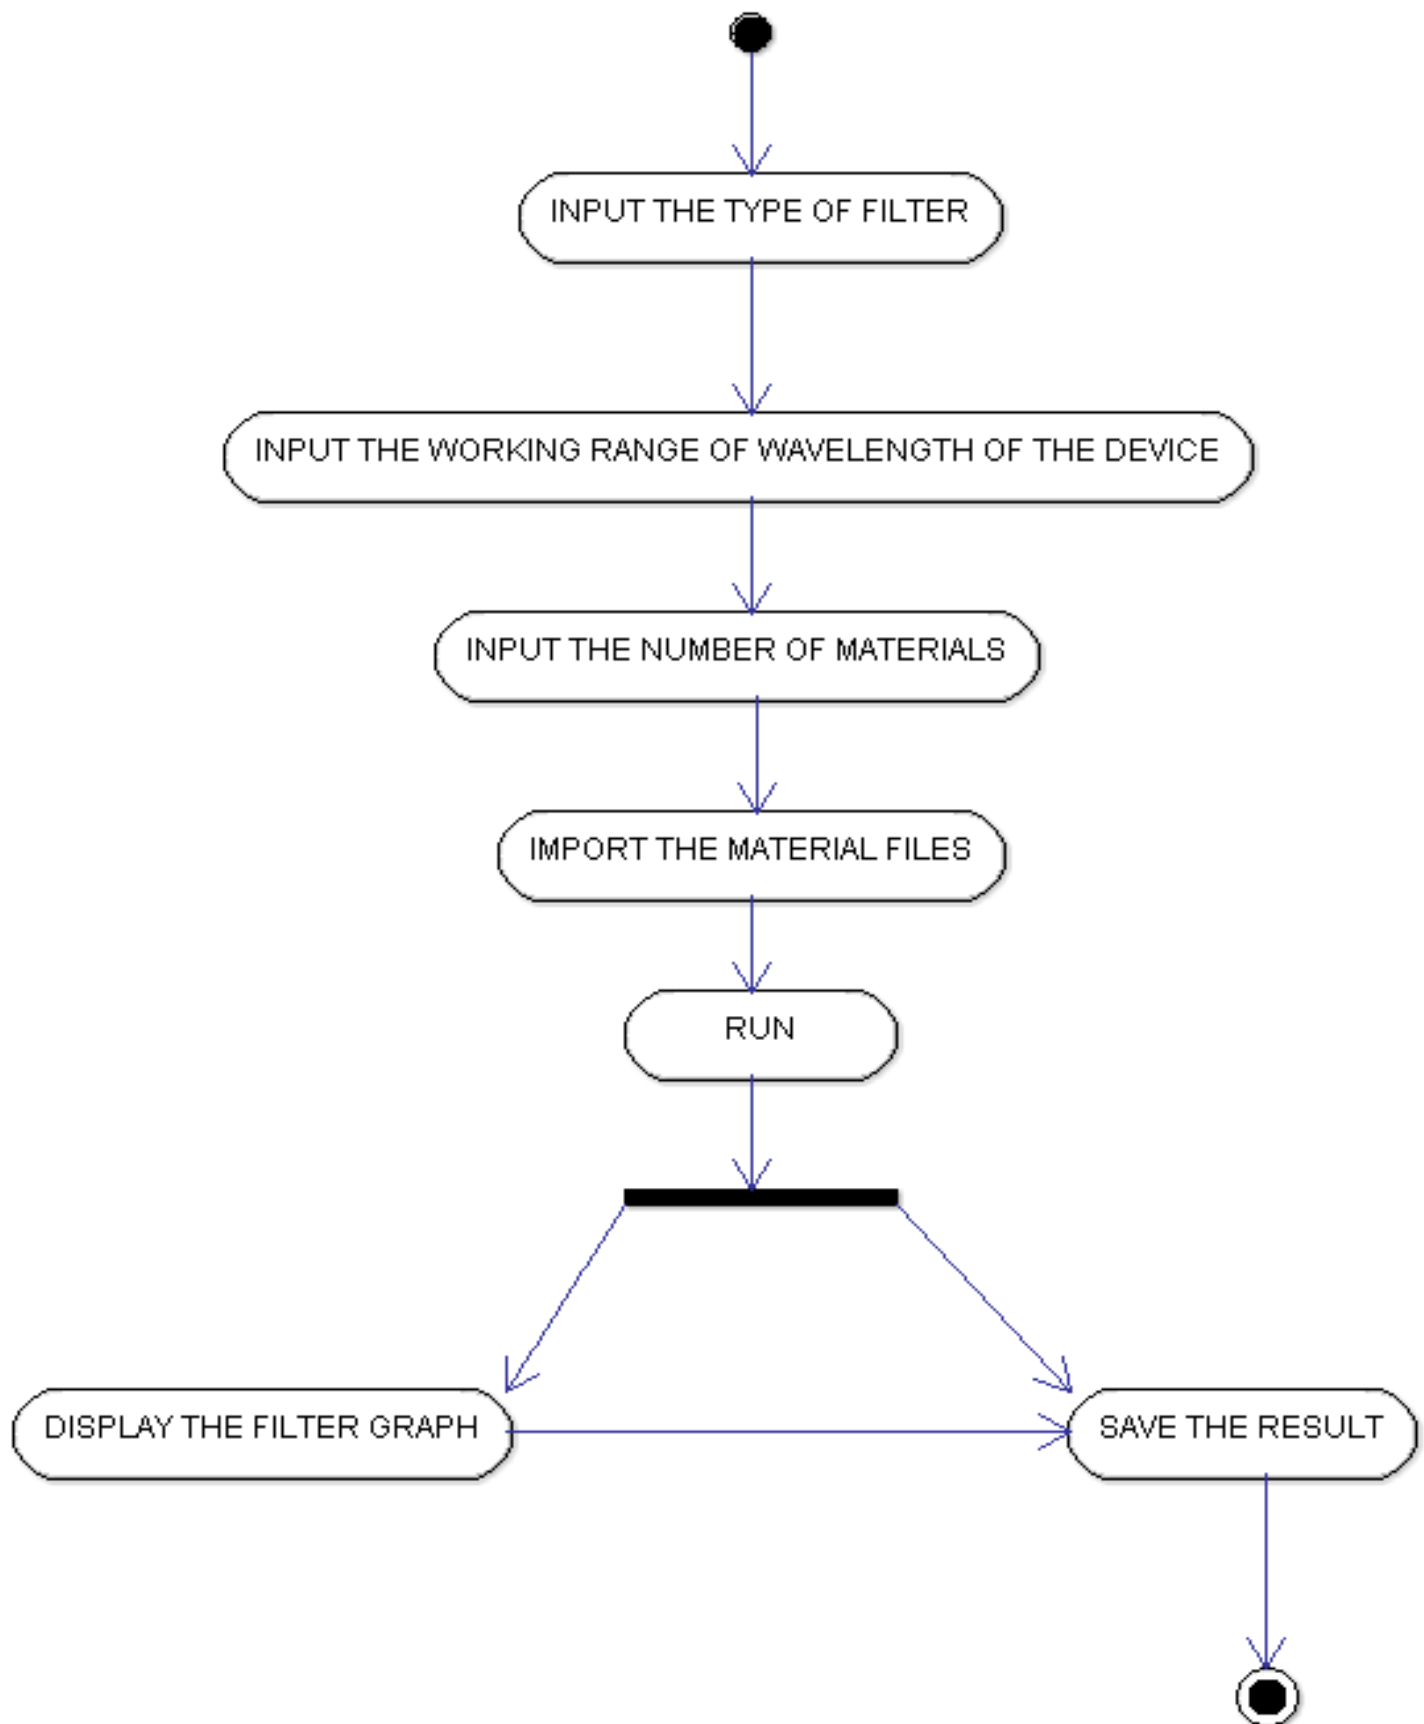 INPUT THE TYPE OF FILTER
INPUT THE WORKING RANGE OF WAVELENGTH OF THE DEVICE
INPUT THE NUMBER OF MATERIALS
IMPORT THE MATERIAL FILES
RUN
DISPLAY THE FILTER GRAPH
SAVE THE RESULT